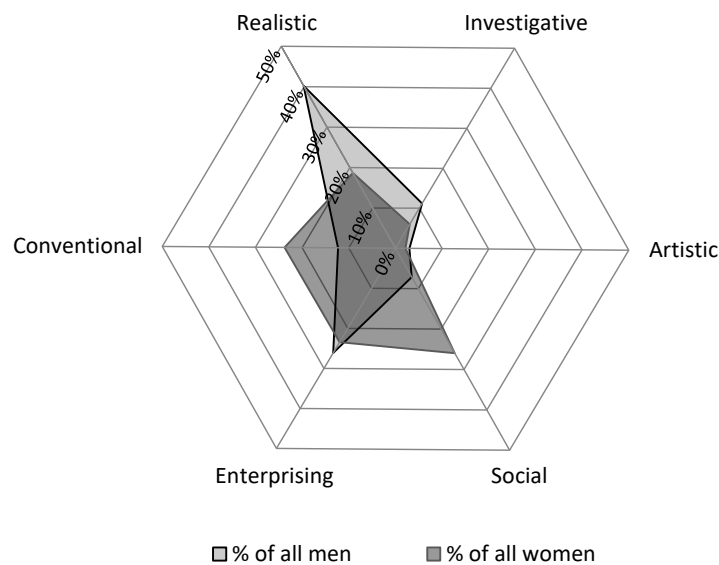 Realistic
Investigative
50%
40%
30%
20%
10%
0%
Conventional
Artistic
Enterprising
Social
% of all men
% of all women